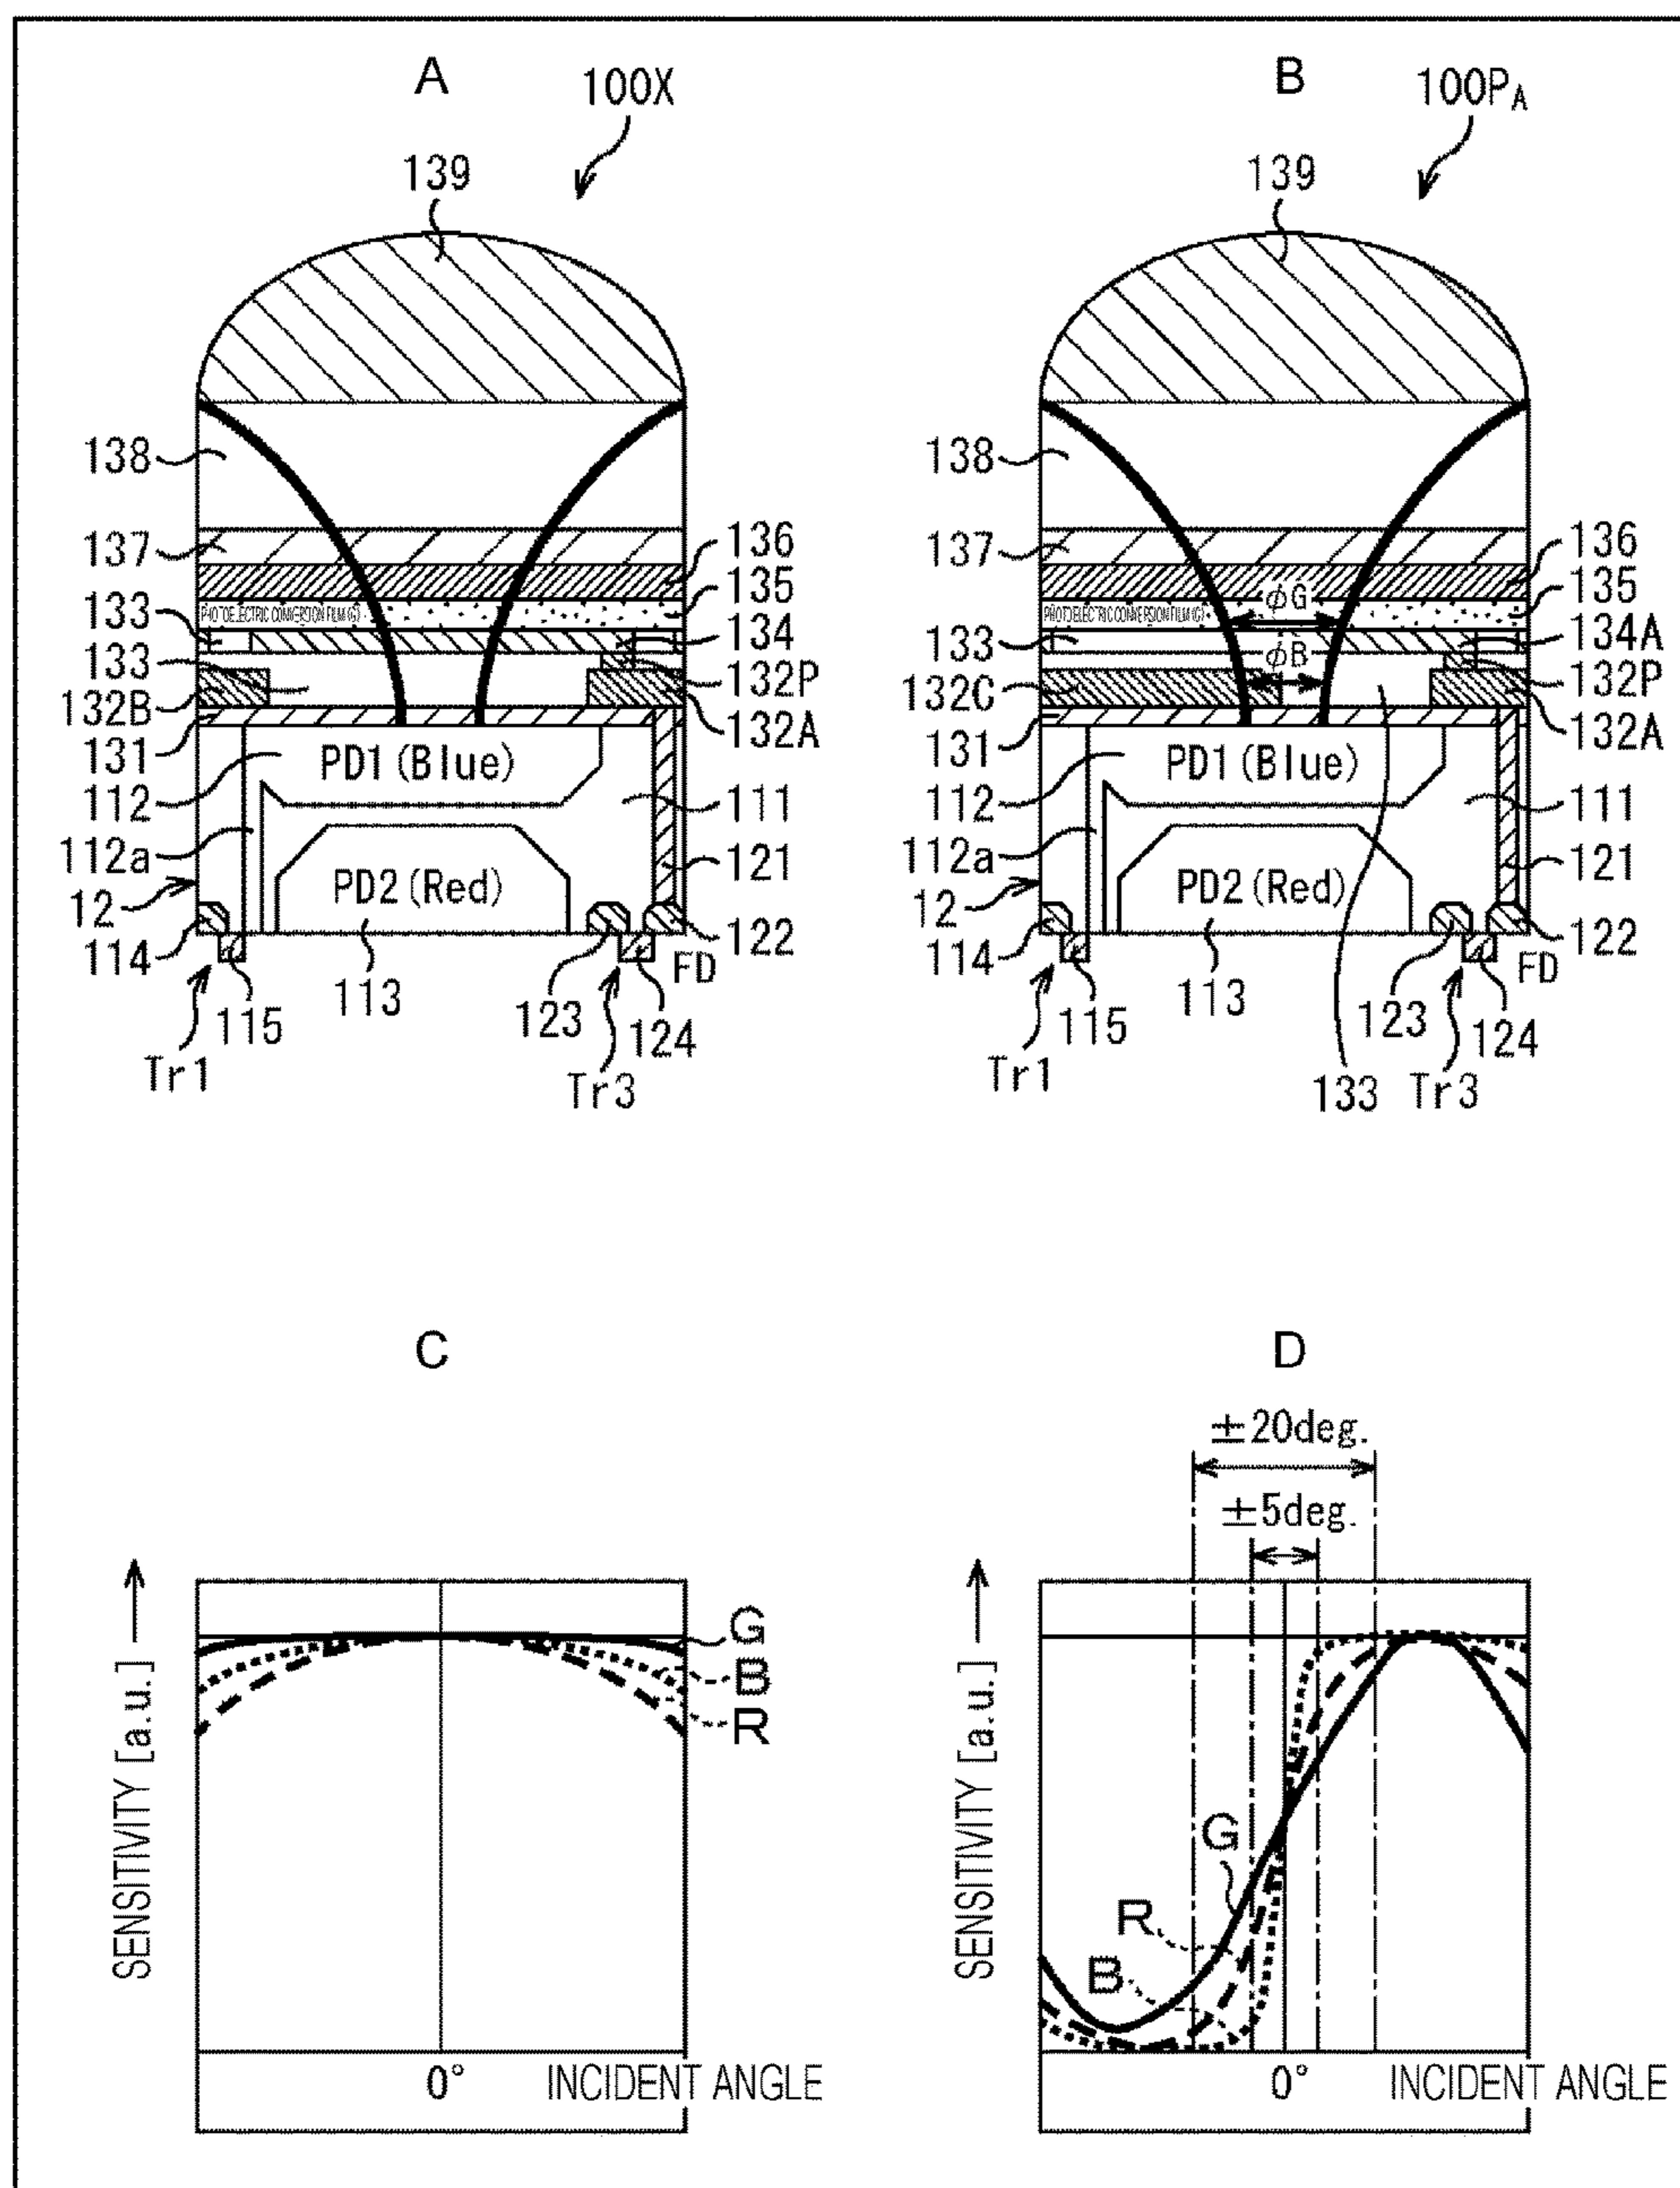 A
100X
139
138
137
133
133
132B
131
112
112a
12
114
Tr1
115
113
123
Tr3
124
FD
122
121
111
132A
132P
134
135
136
PHOTOELECTRIC CONVERSION FILM (G)
PD1 (Blue)
PD2 (Red)
B
100PA
139
138
137
133
132C
131
112
112a
12
114
Tr1
115
113
133
123
Tr3
124
FD
122
121
111
132A
132P
134A
135
136
PHOTOELECTRIC CONVERSION FILM (G)
φG
φB
PD1 (Blue)
PD2 (Red)
C
SENSITIVITY [a.u.]
G
B
R
0°
INCIDENT ANGLE
D
±20deg.
±5deg.
SENSITIVITY [a.u.]
G
R
B
0°
INCIDENT ANGLE